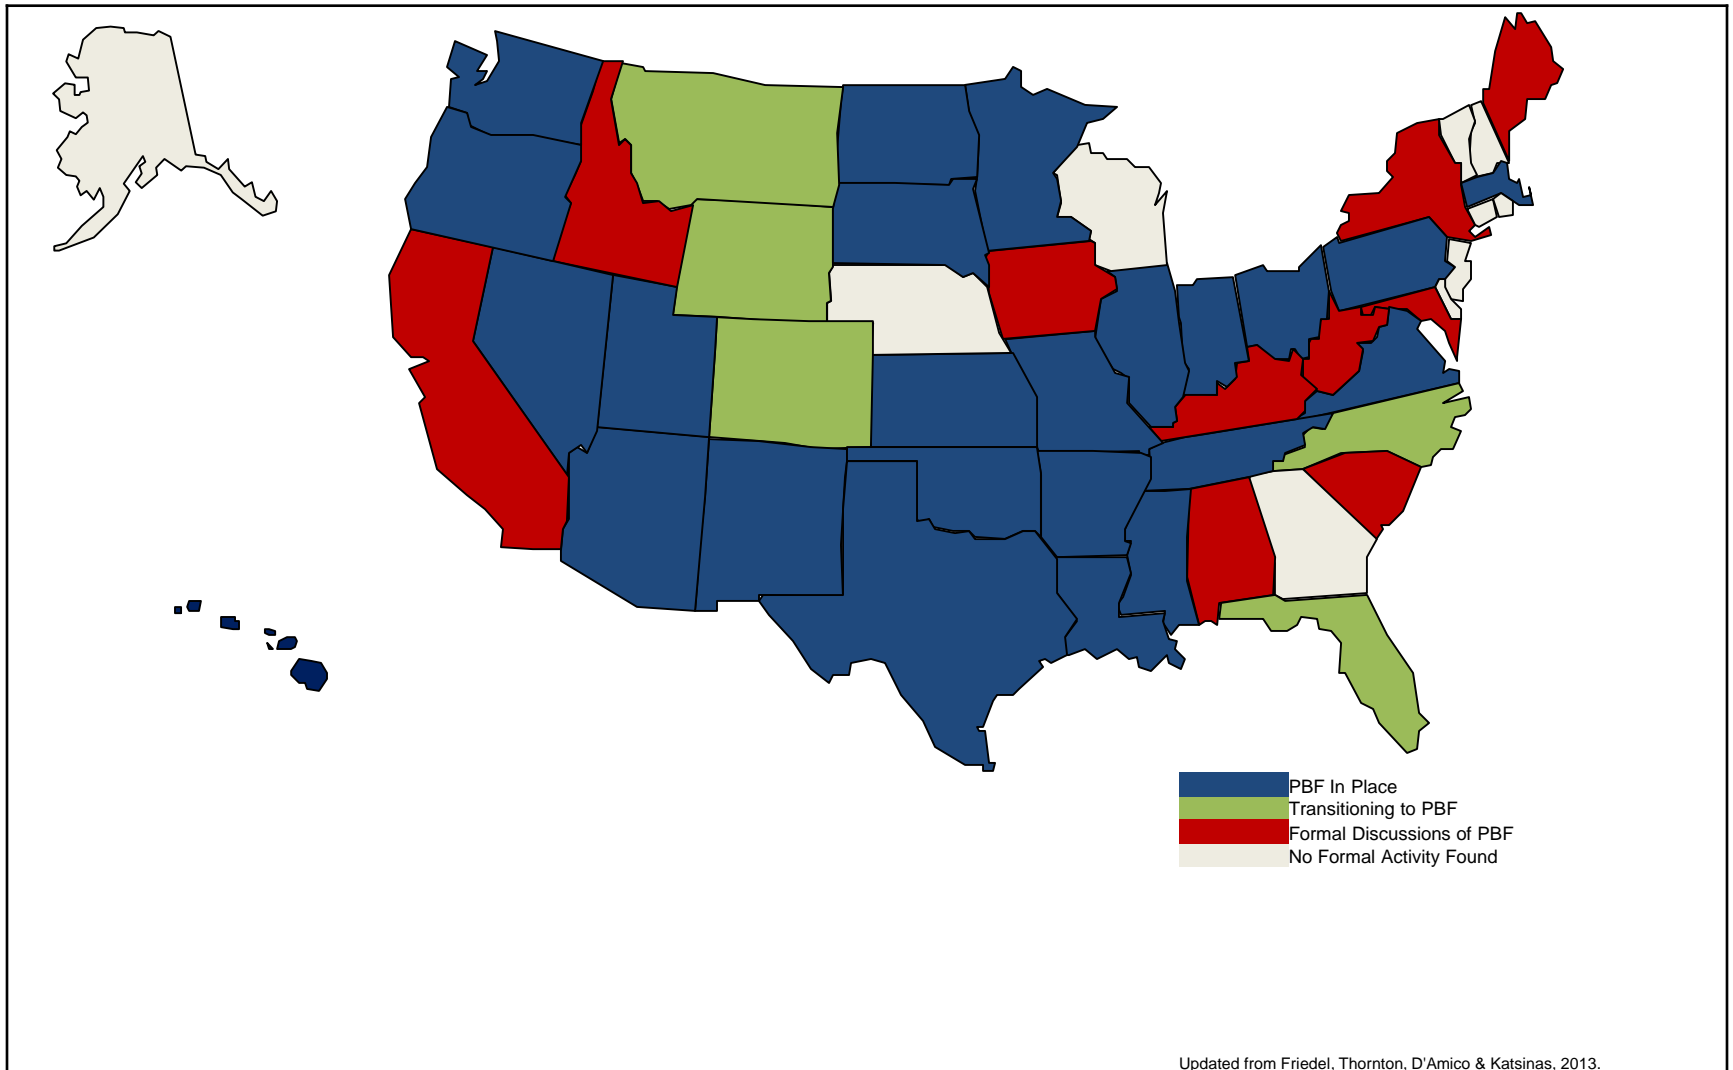 PBF In Place
Transitioning to PBF
Formal Discussions of PBF
No Formal Activity Found
Updated from Friedel, Thornton, D'Amico & Katsinas, 2013.